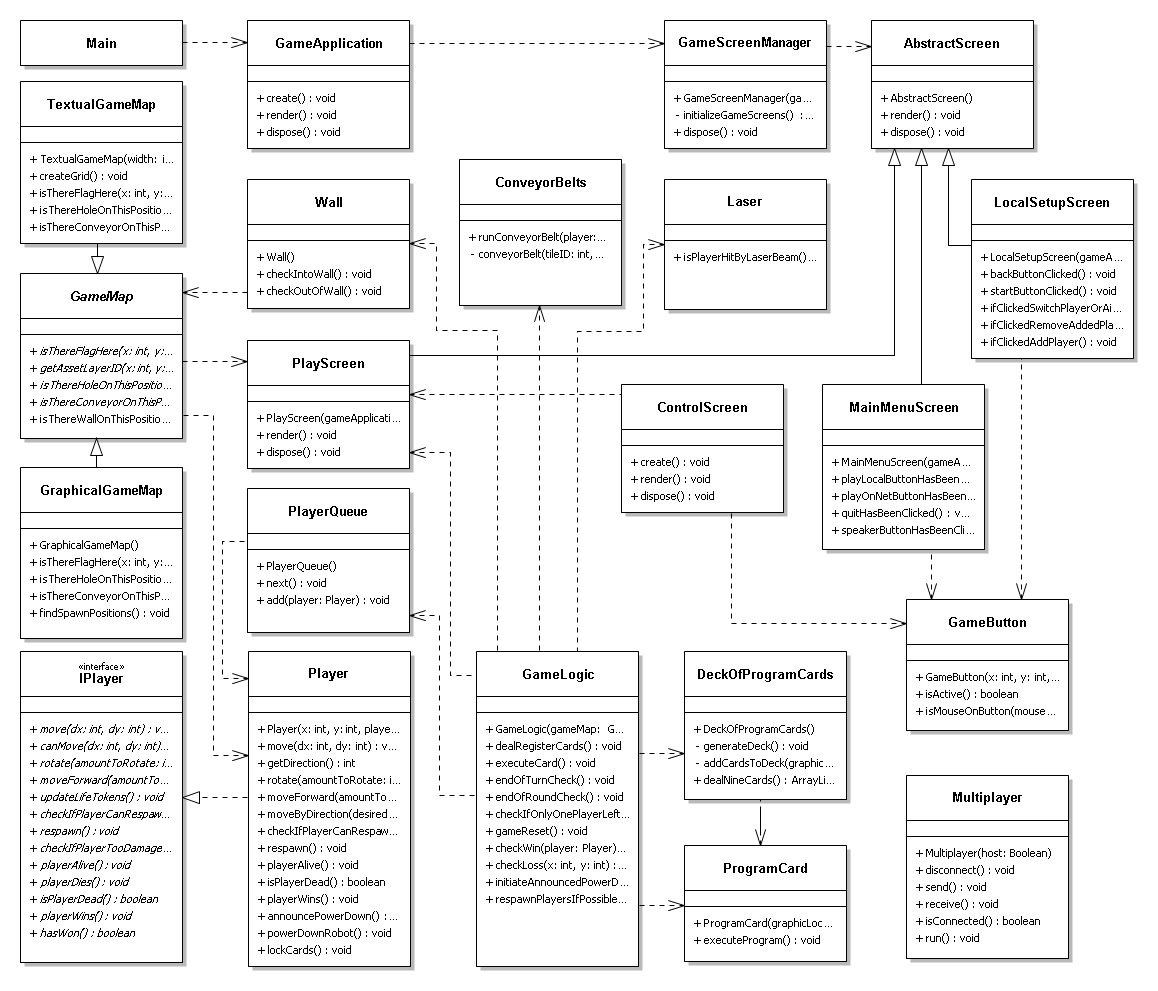 Main
GameApplication
+ create() : void
+ render() : void
+ dispose() : void
GameScreenManager
+ GameScreenManager(ga...
- initializeGameScreens() : ...
+ dispose() : void
AbstractScreen
+ AbstractScreen()
+ render() : void
+ dispose() : void
TextualGameMap
+ TextualGameMap(width: i...
+ createGrid() : void
+ isThereFlagHere(x: int, y:...
+ isThereHoleOnThisPositio...
+ isThereConveyorOnThisP...
Wall
+ Wall()
+ checkIntoWall() : void
+ checkOutOfWall() : void
ConveyorBelts
+ runConveyorBelt(player:...
- conveyorBelt(tileID: int, ...
Laser
+ isPlayerHitByLaserBeam()...
LocalSetupScreen
+ LocalSetupScreen(gameA...
+ backButtonClicked() : void
+ startButtonClicked() : void
+ ifClickedSwitchPlayerOrAi...
+ ifClickedRemoveAddedPla...
+ ifClickedAddPlayer() : void
GameMap
+ isThereFlagHere(x: int, y:...
+ getAssetLayerID(x: int, y:...
+ isThereHoleOnThisPositio...
+ isThereConveyorOnThisP...
+ isThereWallOnThisPositio...
PlayScreen
+ PlayScreen(gameApplicati...
+ render() : void
+ dispose() : void
ControlScreen
+ create() : void
+ render() : void
+ dispose() : void
MainMenuScreen
+ MainMenuScreen(gameA...
+ playLocalButtonHasBeen...
+ playOnNetButtonHasBeen...
+ quitHasBeenClicked() : v...
+ speakerButtonHasBeenCli...
GraphicalGameMap
+ GraphicalGameMap()
+ isThereFlagHere(x: int, y:...
+ isThereHoleOnThisPositio...
+ isThereConveyorOnThisP...
+ findSpawnPositions() : void
PlayerQueue
+ PlayerQueue()
+ next() : void
+ add(player: Player) : void
GameButton
+ GameButton(x: int, y: int,...
+ isActive() : boolean
+ isMouseOnButton(mouse...
«interface»
IPlayer
+ move(dx: int, dy: int) : v...
+ canMove(dx: int, dy: int)...
+ rotate(amountToRotate: i...
+ moveForward(amountTo...
+ updateLifeTokens() : void
+ checkIfPlayerCanRespaw...
+ respawn() : void
+ checkIfPlayerTooDamage...
+ playerAlive() : void
+ playerDies() : void
+ isPlayerDead() : boolean
+ playerWins() : void
+ hasWon() : boolean
Player
+ Player(x: int, y: int, playe...
+ move(dx: int, dy: int) : v...
+ getDirection() : int
+ rotate(amountToRotate: i...
+ moveForward(amountTo...
+ moveByDirection(desired...
+ checkIfPlayerCanRespaw...
+ respawn() : void
+ playerAlive() : void
+ isPlayerDead() : boolean
+ playerWins() : void
+ announcePowerDown() : ...
+ powerDownRobot() : void
+ lockCards() : void
GameLogic
+ GameLogic(gameMap: G...
+ dealRegisterCards() : void
+ executeCard() : void
+ endOfTurnCheck() : void
+ endOfRoundCheck() : void
+ checkIfOnlyOnePlayerLeft...
+ gameReset() : void
+ checkWin(player: Player)...
+ checkLoss(x: int, y: int) : ...
+ initiateAnnouncedPowerD...
+ respawnPlayersIfPossible...
DeckOfProgramCards
+ DeckOfProgramCards()
- generateDeck() : void
- addCardsToDeck(graphic...
+ dealNineCards() : ArrayLi...
ProgramCard
+ ProgramCard(graphicLoc...
+ executeProgram() : void
Multiplayer
+ Multiplayer(host: Boolean)
+ disconnect() : void
+ send() : void
+ receive() : void
+ isConnected() : boolean
+ run() : void